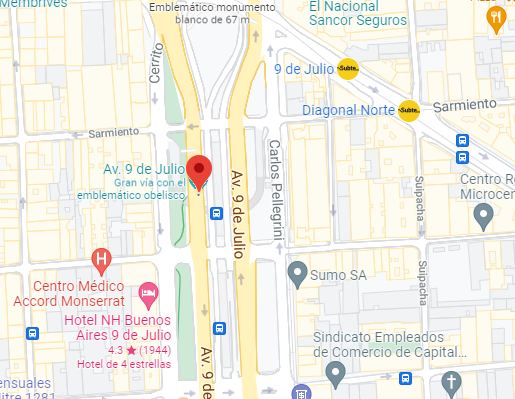 Membrives
Emblemático monumento
blanco de 67 m
El Nacional
Sancor Seguros
Cerrito
9 de Julio
Subte
Diagonal Norte
Subte
Sarmiento
Sarmiento
Av. 9 de Julio
Gran vía con el
emblemático obelisco
Av. 9 de Julio
Carlos Pellegrini
Suipacha
Centro Re
Microcen
Centro Médico
Accord Monserrat
Sumo SA
Suipacha
Hotel NH Buenos
Aires 9 de Julio
4.3 ★ (1944)
Hotel de 4 estrellas
Av. 9 de
Sindicato Empleados
de Comercio de Capital...
ensuales
litre 1281